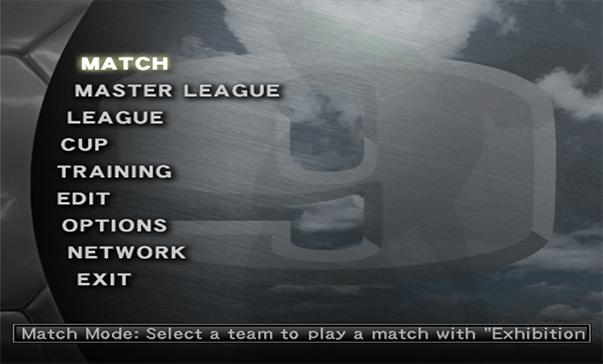 MATCH
MASTER LEAGUE
LEAGUE
CUP
TRAINING
EDIT
OPTIONS
NETWORK
EXIT
Match Mode: Select a team to play a match with "Exhibition